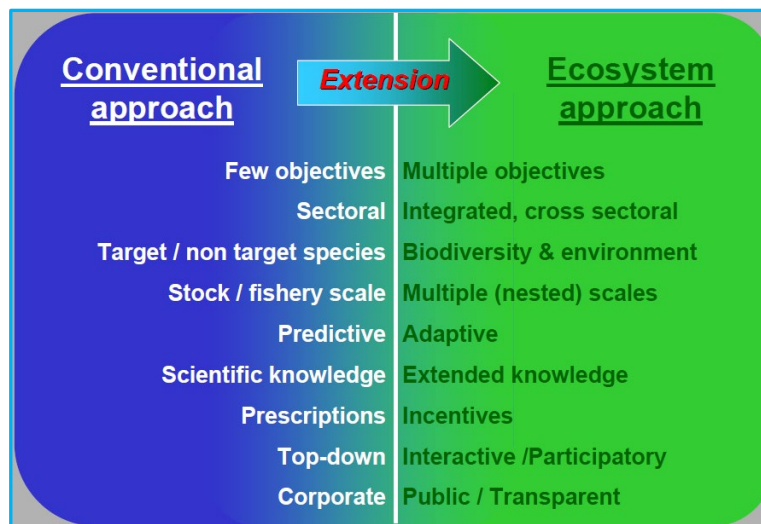 Conventional
approach
Extension
Ecosystem
approach
Few objectives Multiple objectives
Sectoral Integrated, cross sectoral
Target / non target species Biodiversity & environment
Stock / fishery scale Multiple (nested) scales
Predictive Adaptive
Scientific knowledge Extended knowledge
Prescriptions Incentives
Top-down Interactive /Participatory
Corporate Public / Transparent